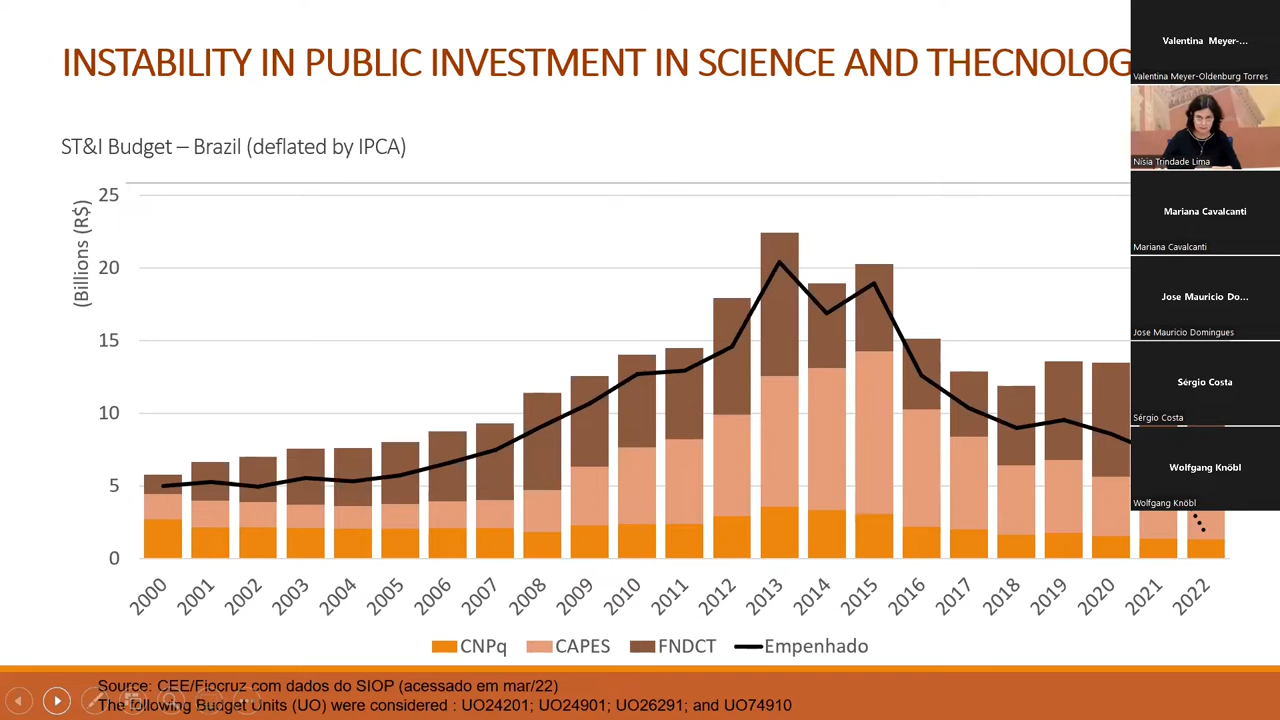 INSTABILITY IN PUBLIC INVESTMENT IN SCIENCE AND THECNOLOG
ST&I Budget – Brazil (deflated by IPCA)
(Billions (R$)
25
20
15
10
5
0
2000 2001 2002 2003 2004 2005 2006 2007 2008 2009 2010 2011 2012 2013 2014 2015 2016 2017 2018 2019 2020 2021 2022
CNPq CAPES FNDCT Empenhado
Source: CEE/Fiocruz com dados do SIOP (acessado em mar/22)
The following Budget Units (UO) were considered : UO24201; UO24901; UO26291; and UO74910
Valentina Meyer-...
Valentina Meyer-Oldenburg Torres
Nísia Trindade Lima
Mariana Cavalcanti
Mariana Cavalcanti
Jose Mauricio Do...
Jose Mauricio Domingues
Sérgio Costa
Sérgio Costa
Wolfgang Knöbl
Wolfgang Knöbl